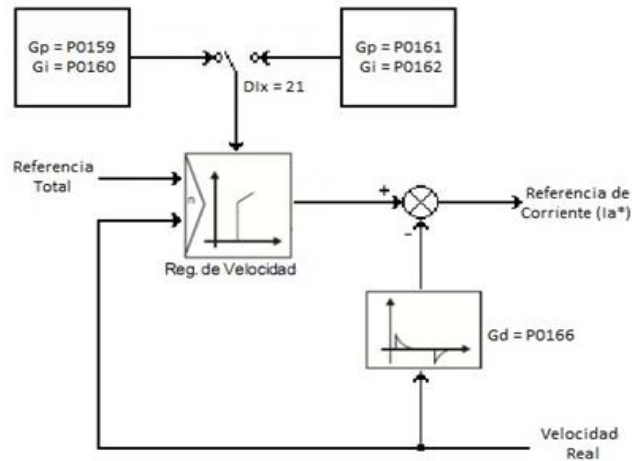 Gp = P0159
Gi = P0160
Gp = P0161
Gi = P0162
DIx = 21
Referencia
Total
n
Reg. de Velocidad
+
Referencia de
Corriente (Ia*)
-
Gd = P0166
Velocidad
Real